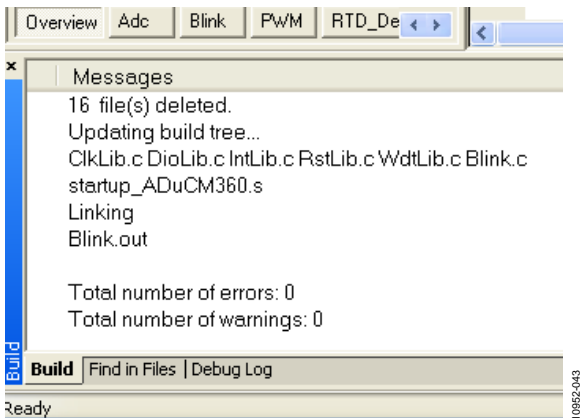 Overview Adc Blink PWM RTD_De
Messages
16 file(s) deleted.
Updating build tree...
ClkLib.c DioLib.c IntLib.c RstLib.c WdtLib.c Blink.c
startup_ADuCM360.s
Linking
Blink.out
Total number of errors: 0
Total number of warnings: 0
Build
Build Find in Files Debug Log
Ready
10952-043